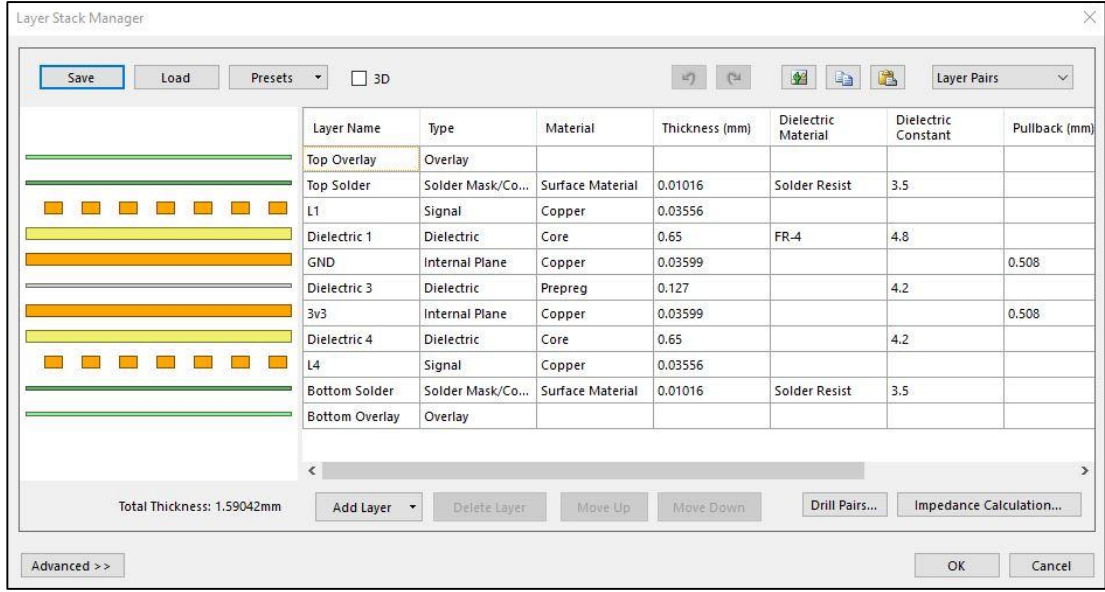 Layer Stack Manager
Save Load Presets 3D Layer Pairs
Layer Name Type Material Thickness (mm) Dielectric Material Dielectric Constant Pullback (mm)
Top Overlay Overlay
Top Solder Solder Mask/Co... Surface Material 0.01016 Solder Resist 3.5
L1 Signal Copper 0.03556
Dielectric 1 Dielectric Core 0.65 FR-4 4.8
GND Internal Plane Copper 0.03599 0.508
Dielectric 3 Dielectric Prepreg 0.127 4.2
3v3 Internal Plane Copper 0.03599 0.508
Dielectric 4 Dielectric Core 0.65 4.2
L4 Signal Copper 0.03556
Bottom Solder Solder Mask/Co... Surface Material 0.01016 Solder Resist 3.5
Bottom Overlay Overlay
Total Thickness: 1.59042mm Add Layer Delete Layer Move Up Move Down Drill Pairs... Impedance Calculation...
Advanced >> OK Cancel